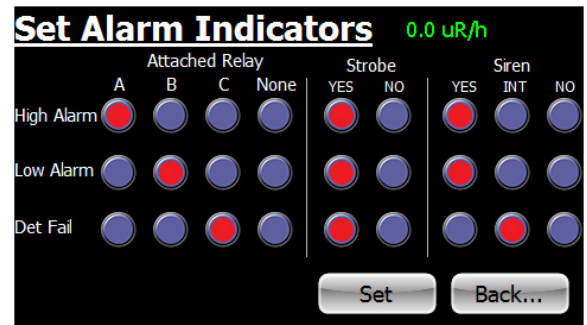 Set Alarm Indicators 0.0 uR/h
Attached Relay Strobe Siren
A B C None YES NO YES INT NO
High Alarm
Low Alarm
Det Fail
Set Back...